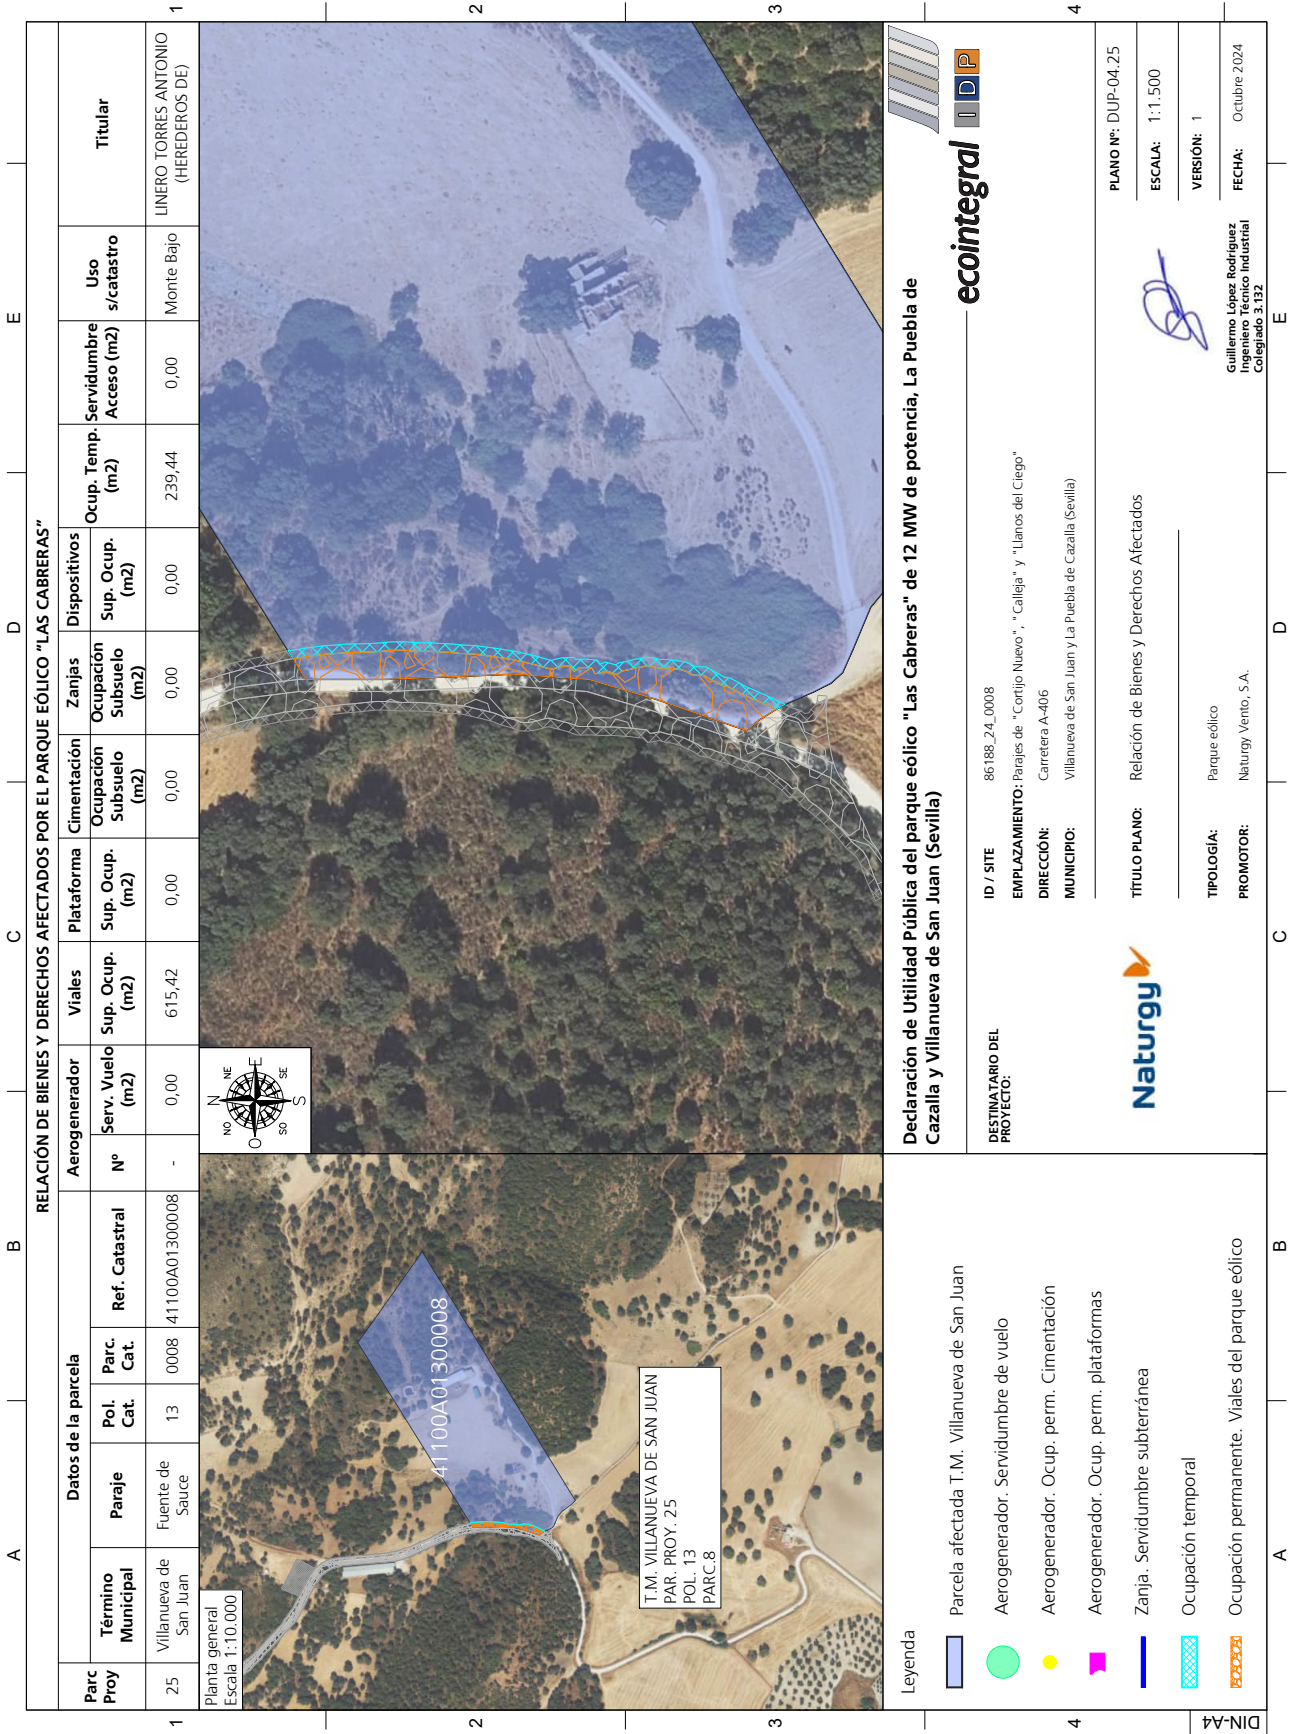 RELACIÓN DE BIENES Y DERECHOS AFECTADOS POR EL PARQUE EÓLICO "LAS CABRERAS"
Parc Proy
Datos de la parcela
Aerogenerador
Viales
Plataforma
Cimentación
Zanjas
Dispositivos
Ocup. Temp. (m2)
Servidumbre Acceso (m2)
Uso s/catastro
Titular
Término Municipal
Paraje
Pol. Cat.
Parc. Cat.
Ref. Catastral
Nº
Serv. Vuelo (m2)
Sup. Ocup. (m2)
Sup. Ocup. (m2)
Ocupación Subsuelo (m2)
Ocupación Subsuelo (m2)
Sup. Ocup. (m2)
25
Villanueva de San Juan
Fuente de Sauce
13
0008
41100A01300008
-
0,00
615,42
0,00
0,00
0,00
0,00
239,44
0,00
Monte Bajo
LINERO TORRES ANTONIO (HEREDEROS DE)
Planta general
Escala 1:10.000
41100A01300008
T.M. VILLANUEVA DE SAN JUAN
PAR. PROY. 25
POL. 13
PARC.8
N
NE
E
SE
S
SO
O
NO
Leyenda
Parcela afectada T.M. Villanueva de San Juan
Aerogenerador. Servidumbre de vuelo
Aerogenerador. Ocup. perm. Cimentación
Aerogenerador. Ocup. perm. plataformas
Zanja. Servidumbre subterránea
Ocupación temporal
Ocupación permanente. Viales del parque eólico
Declaración de Utilidad Pública del parque eólico "Las Cabreras" de 12 MW de potencia, La Puebla de
Cazalla y Villanueva de San Juan (Sevilla)
ecointegral
I D P
DESTINATARIO DEL
PROYECTO:
Naturgy
ID / SITE 86188_24_0008
EMPLAZAMIENTO: Parajes de "Cortijo Nuevo", "Calleja" y "Llanos del Ciego"
DIRECCIÓN: Carretera A-406
MUNICIPIO: Villanueva de San Juan y La Puebla de Cazalla (Sevilla)
TÍTULO PLANO: Relación de Bienes y Derechos Afectados
TIPOLOGÍA: Parque eólico
PROMOTOR: Naturgy Vento, S.A.
Guillermo López Rodríguez
Ingeniero Técnico Industrial
Colegiado 3.132
PLANO Nº: DUP-04.25
ESCALA: 1:1.500
VERSIÓN: 1
FECHA: Octubre 2024
DIN-A4
A
B
C
D
E
A
B
C
D
E
1
2
3
4
1
2
3
4